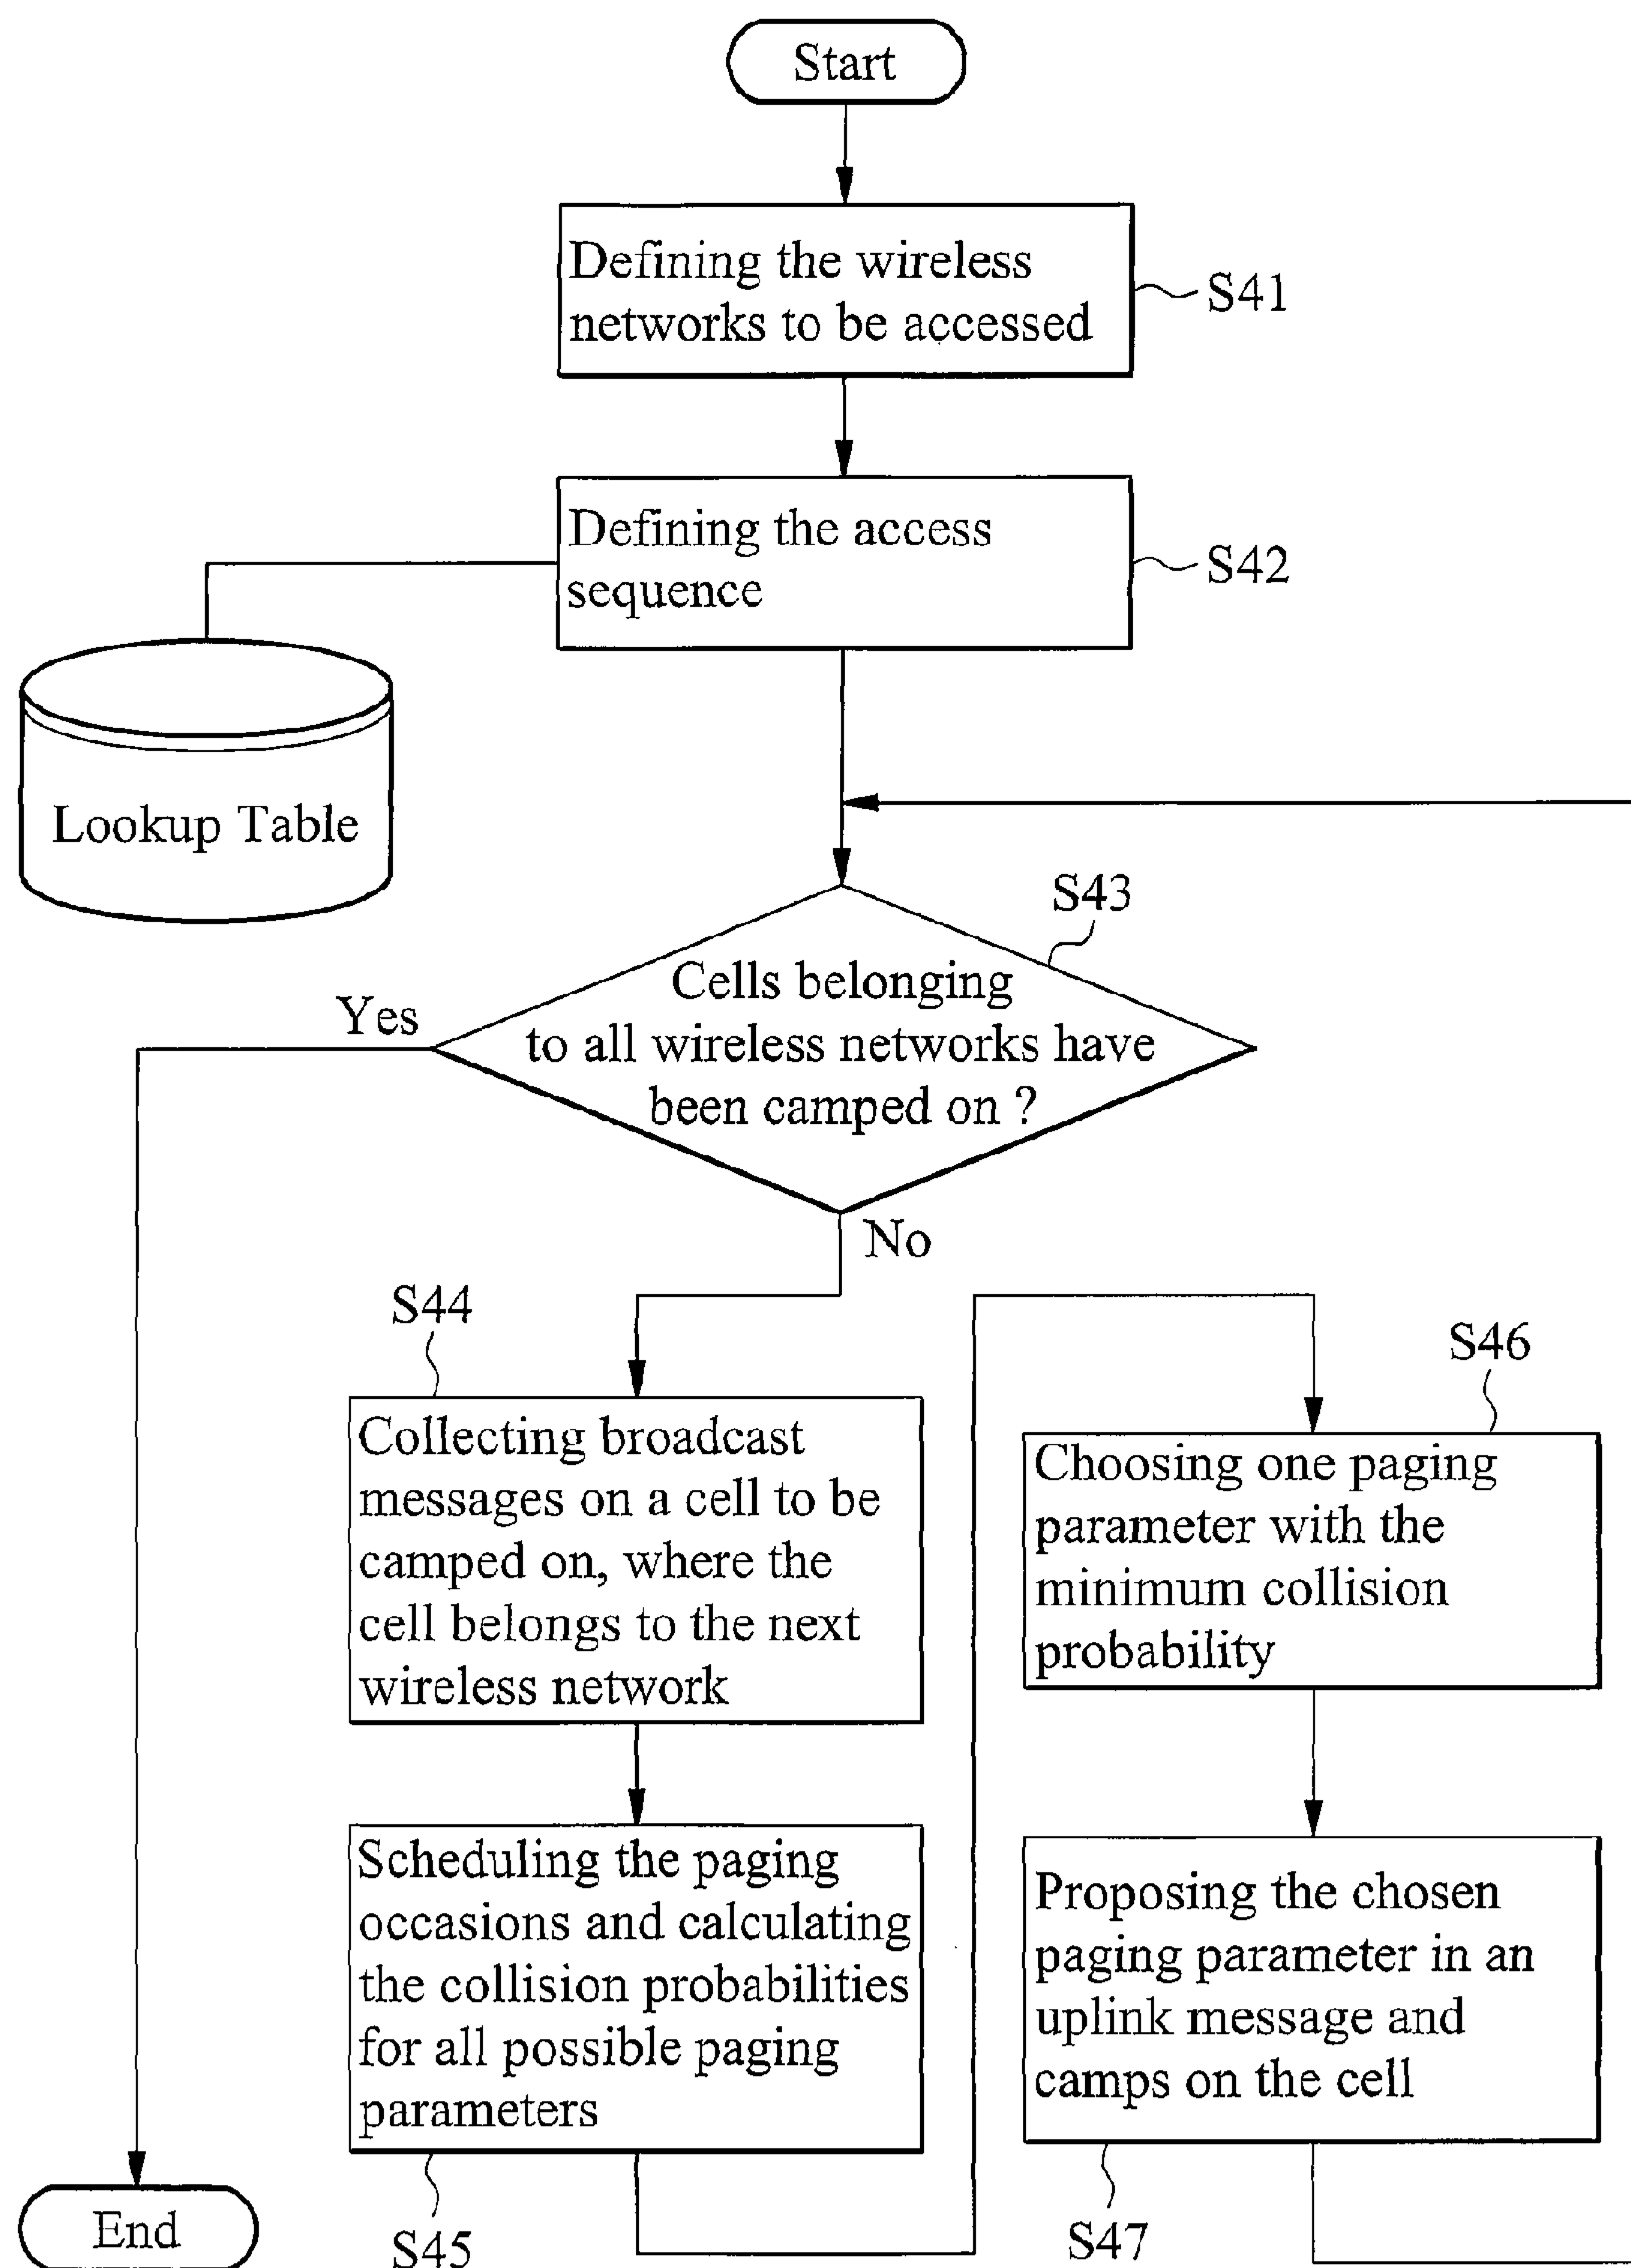 Start
Defining the wireless
networks to be accessed
S41
Defining the access
sequence
S42
Lookup Table
S43
Cells belonging
to all wireless networks have
been camped on ?
Yes
No
S44
Collecting broadcast
messages on a cell to be
camped on, where the
cell belongs to the next
wireless network
Scheduling the paging
occasions and calculating
the collision probabilities
for all possible paging
parameters
S45
S46
Choosing one paging
parameter with the
minimum collision
probability
Proposing the chosen
paging parameter in an
uplink message and
camps on the cell
S47
End